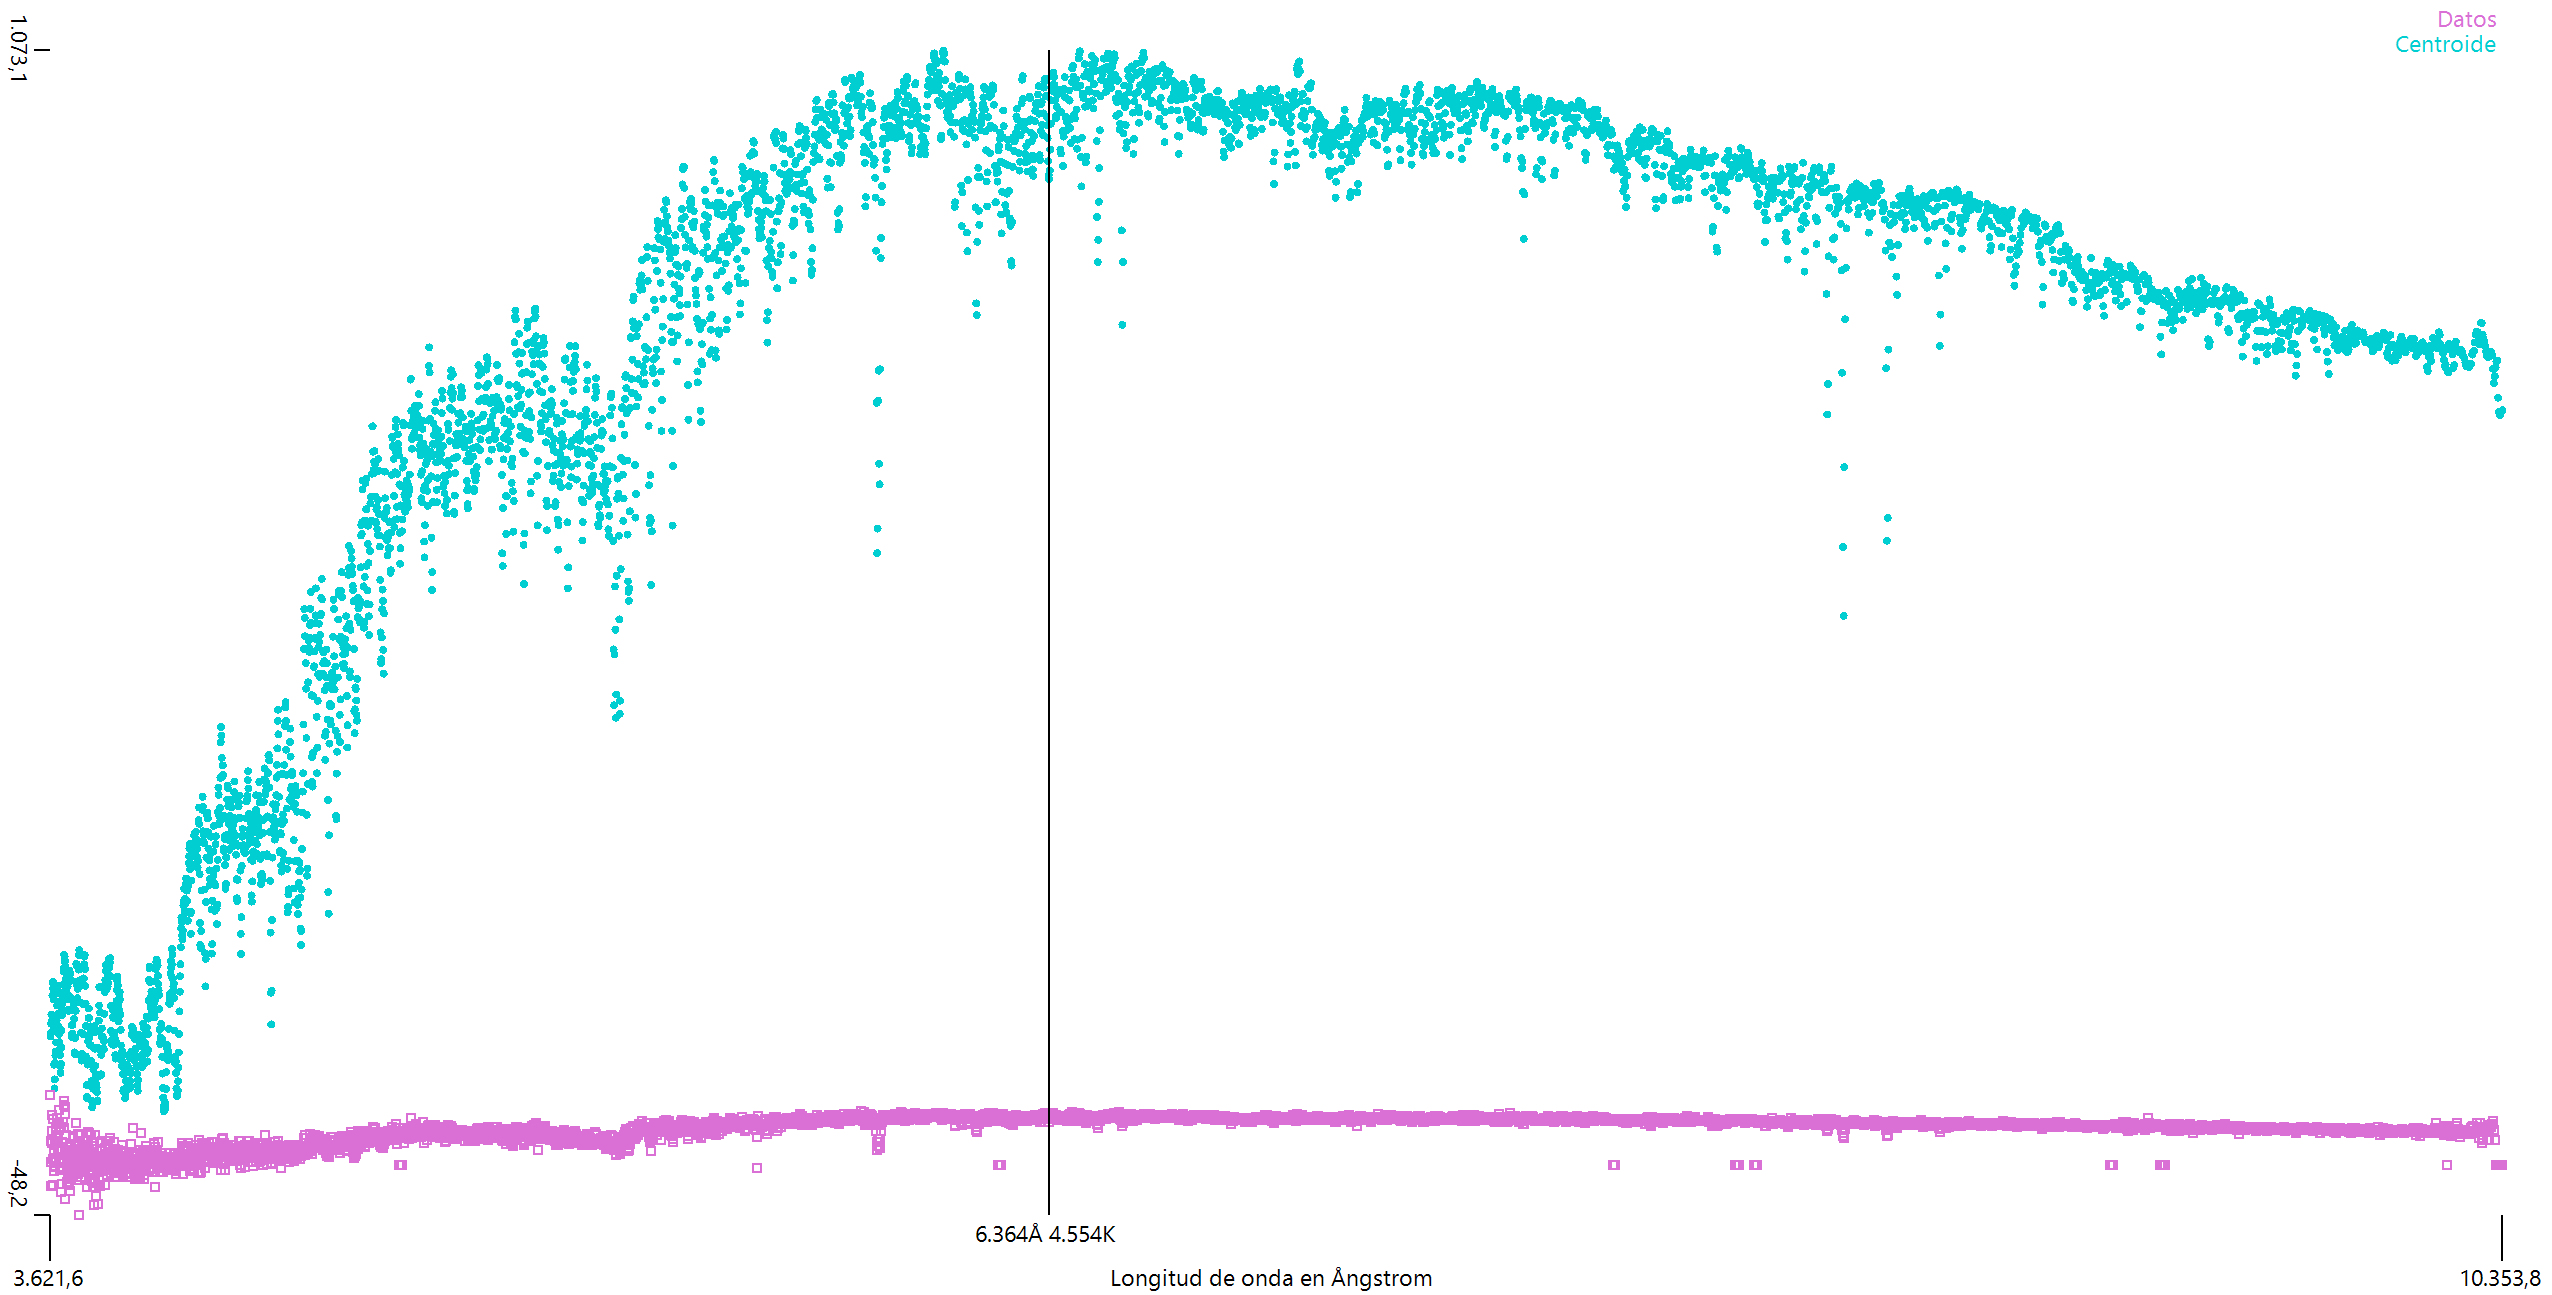 Datos
Centroide
1.073,1
-48,2
6.364Å 4.554K
3.621,6
Longitud de onda en Ångstrom
10.353,8